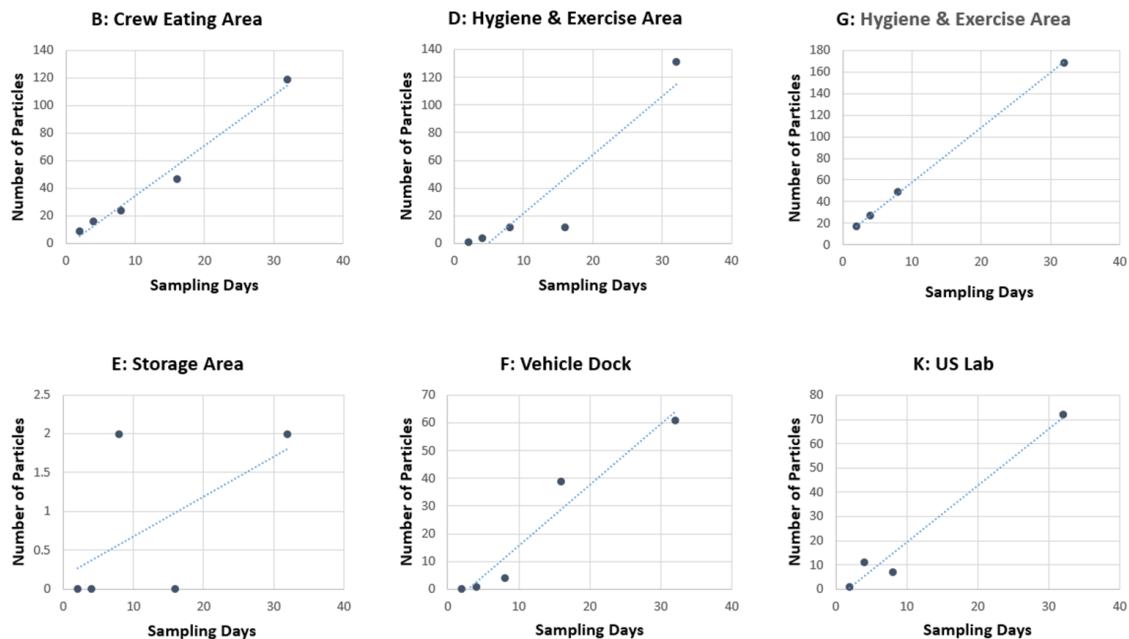 B: Crew Eating Area
Number of Particles
140
120
100
80
60
40
20
0
0 10 20 30 40
Sampling Days
D: Hygiene & Exercise Area
Number of Particles
140
120
100
80
60
40
20
0
0 10 20 30 40
Sampling Days
G: Hygiene & Exercise Area
Number of Particles
180
160
140
120
100
80
60
40
20
0
0 10 20 30 40
Sampling Days
E: Storage Area
Number of Particles
2.5
2
1.5
1
0.5
0
0 10 20 30 40
Sampling Days
F: Vehicle Dock
Number of Particles
70
60
50
40
30
20
10
0
0 10 20 30 40
Sampling Days
K: US Lab
Number of Particles
80
70
60
50
40
30
20
10
0
0 10 20 30 40
Sampling Days